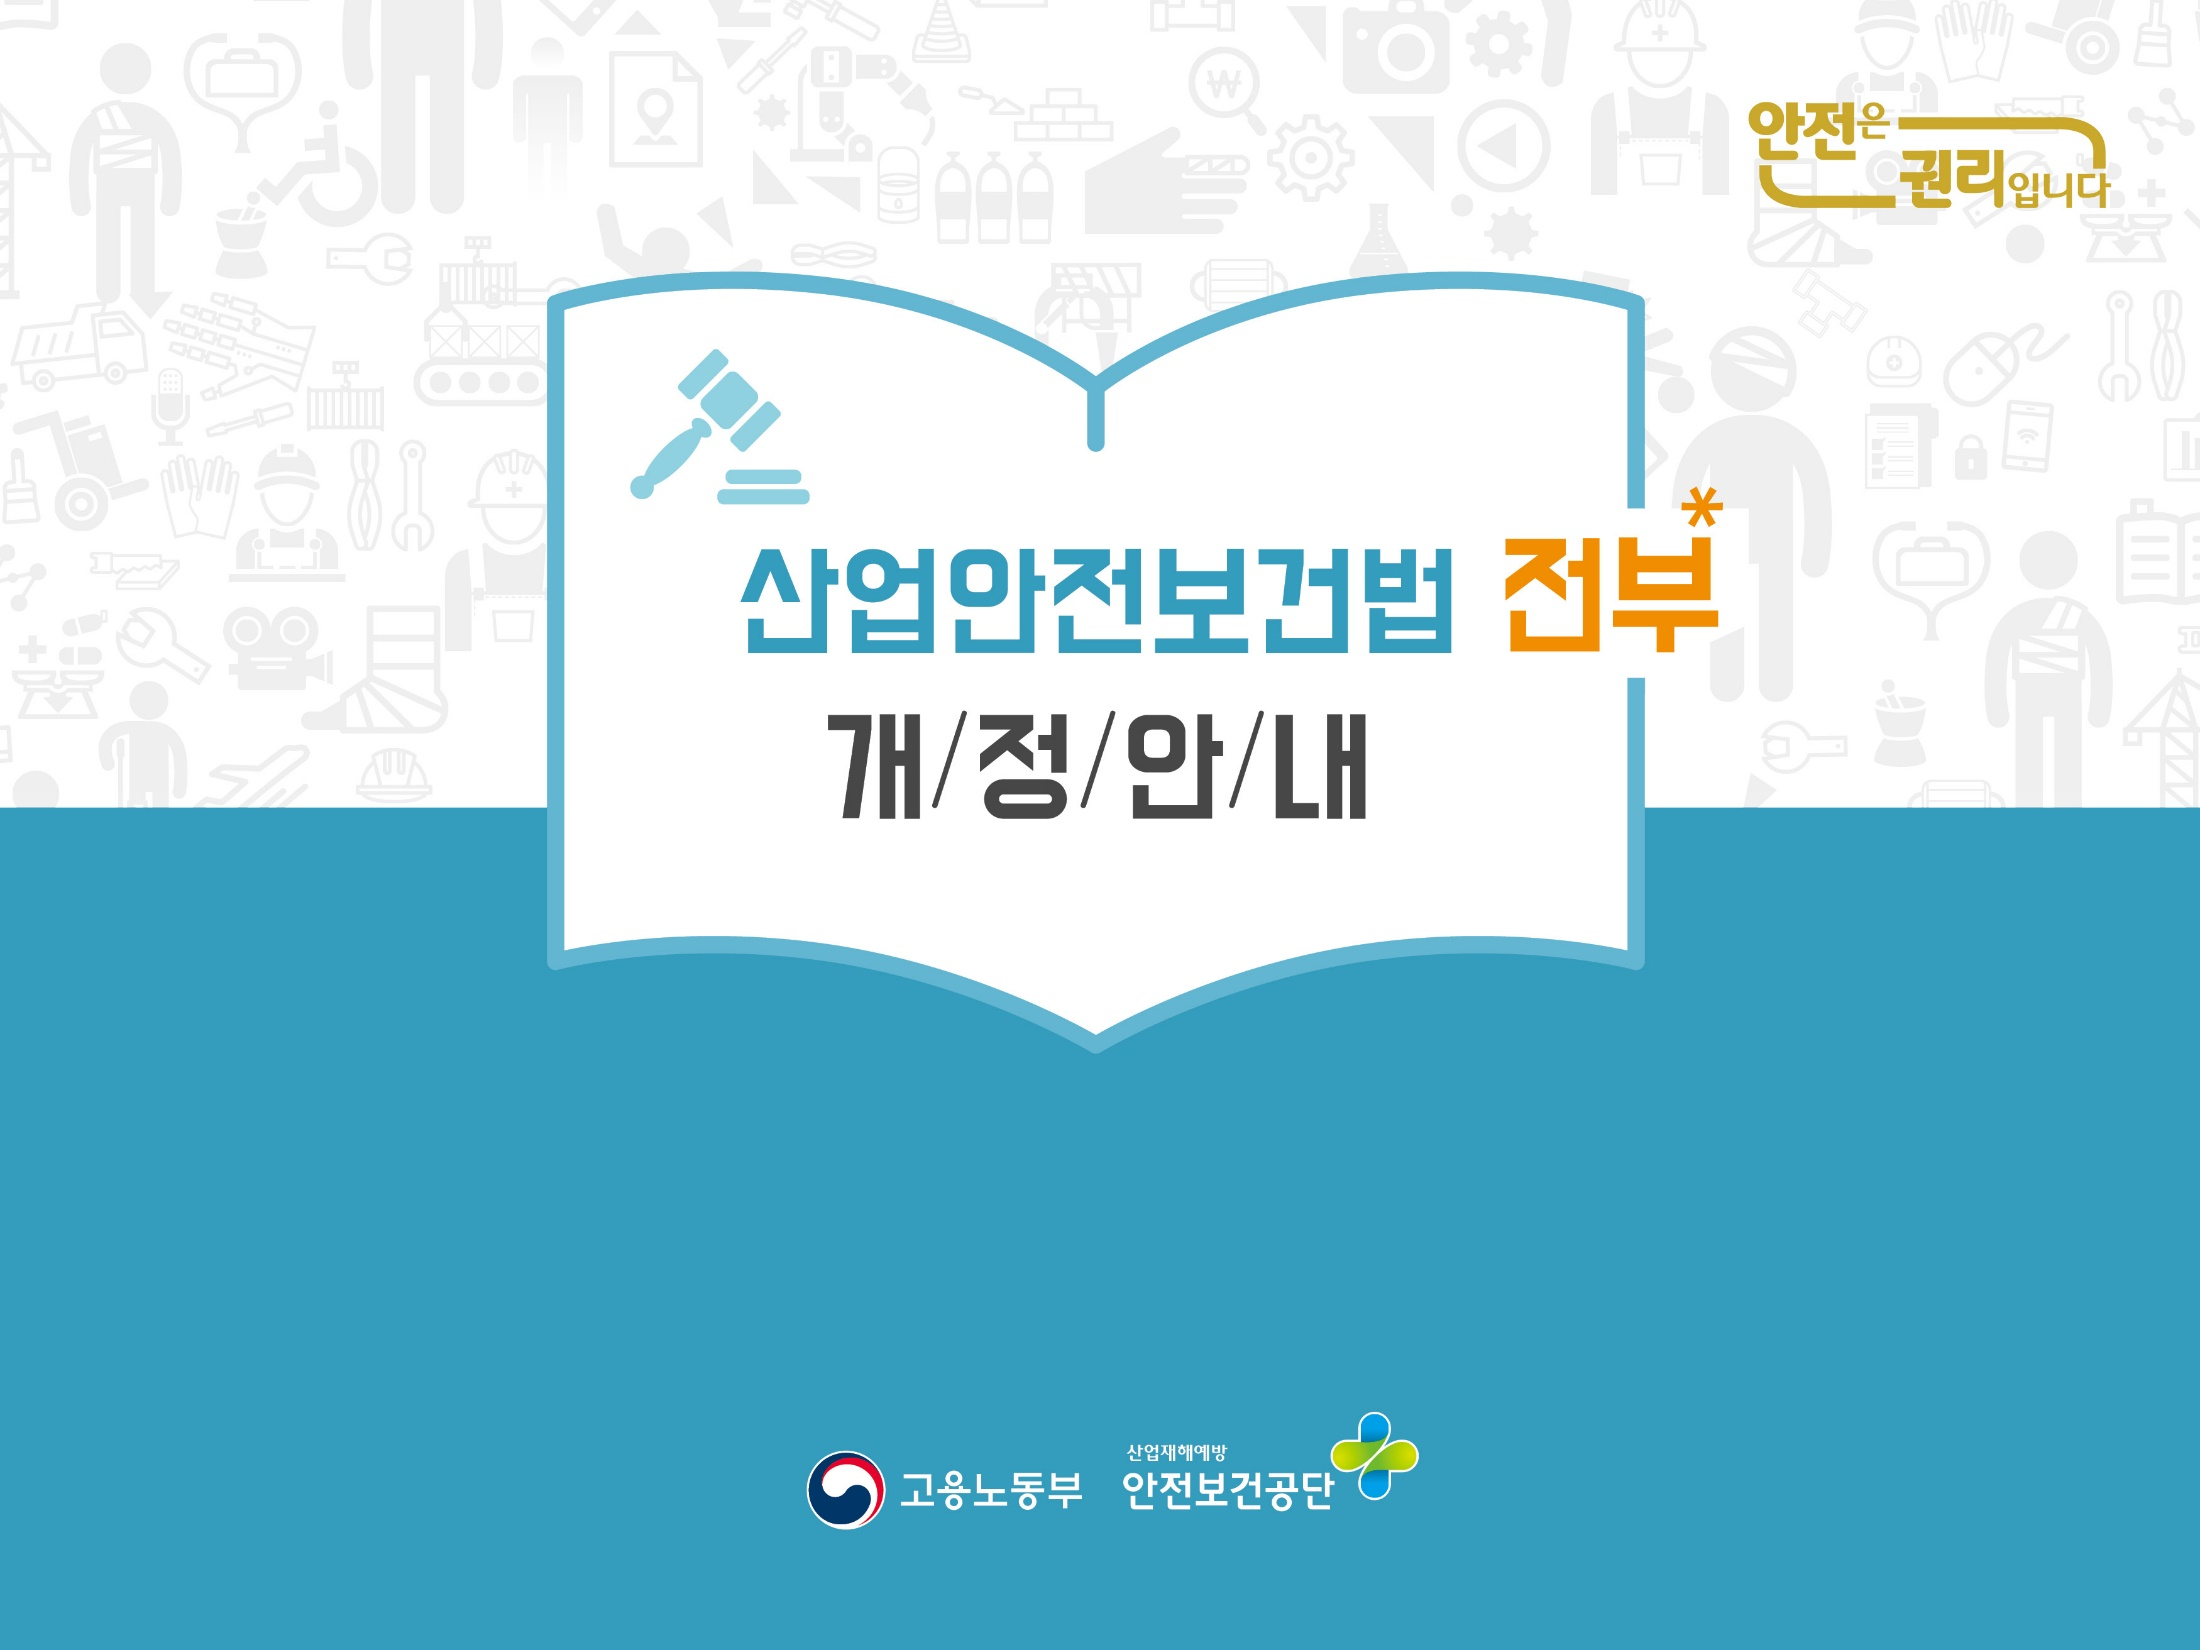 안전은
권리입니다
산업안전보건법 전부*
개/정/안/내
산업재해예방
고용노동부 안전보건공단